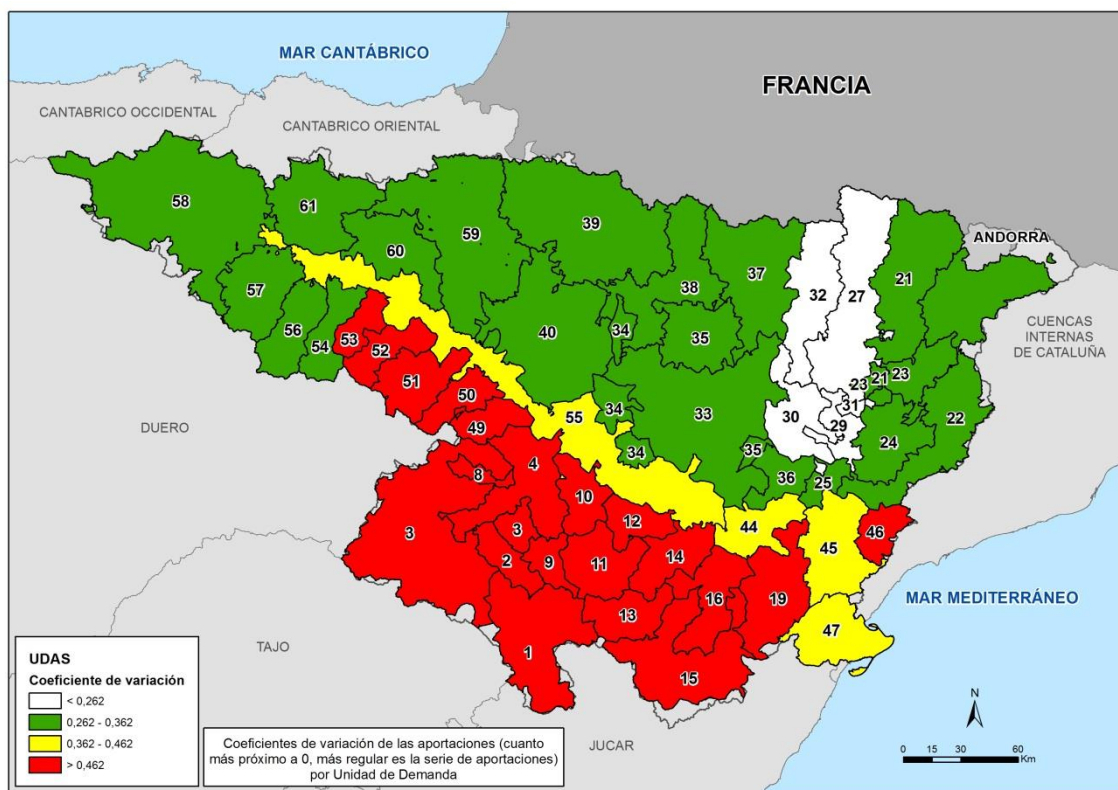 MAR CANTÁBRICO
FRANCIA
CANTABRICO OCCIDENTAL
CANTABRICO ORIENTAL
58
61
59
39
60
57
56
54
53
52
51
50
49
40
34
38
35
37
32
27
21
ANDORRA
CUENCAS
INTERNAS
DE CATALUÑA
23
21
23
31
30
29
22
24
33
34
55
34
35
36
25
DUERO
8
4
3
10
12
3
2
9
11
14
44
45
46
16
19
13
1
15
47
MAR MEDITERRÁNEO
TAJO
JUCAR
UDAS
Coeficiente de variación
< 0,262
0,262 - 0,362
0,362 - 0,462
> 0,462
Coeficientes de variación de las aportaciones (cuanto
más próximo a 0, más regular es la serie de aportaciones)
por Unidad de Demanda
N
0 15 30 60
Km